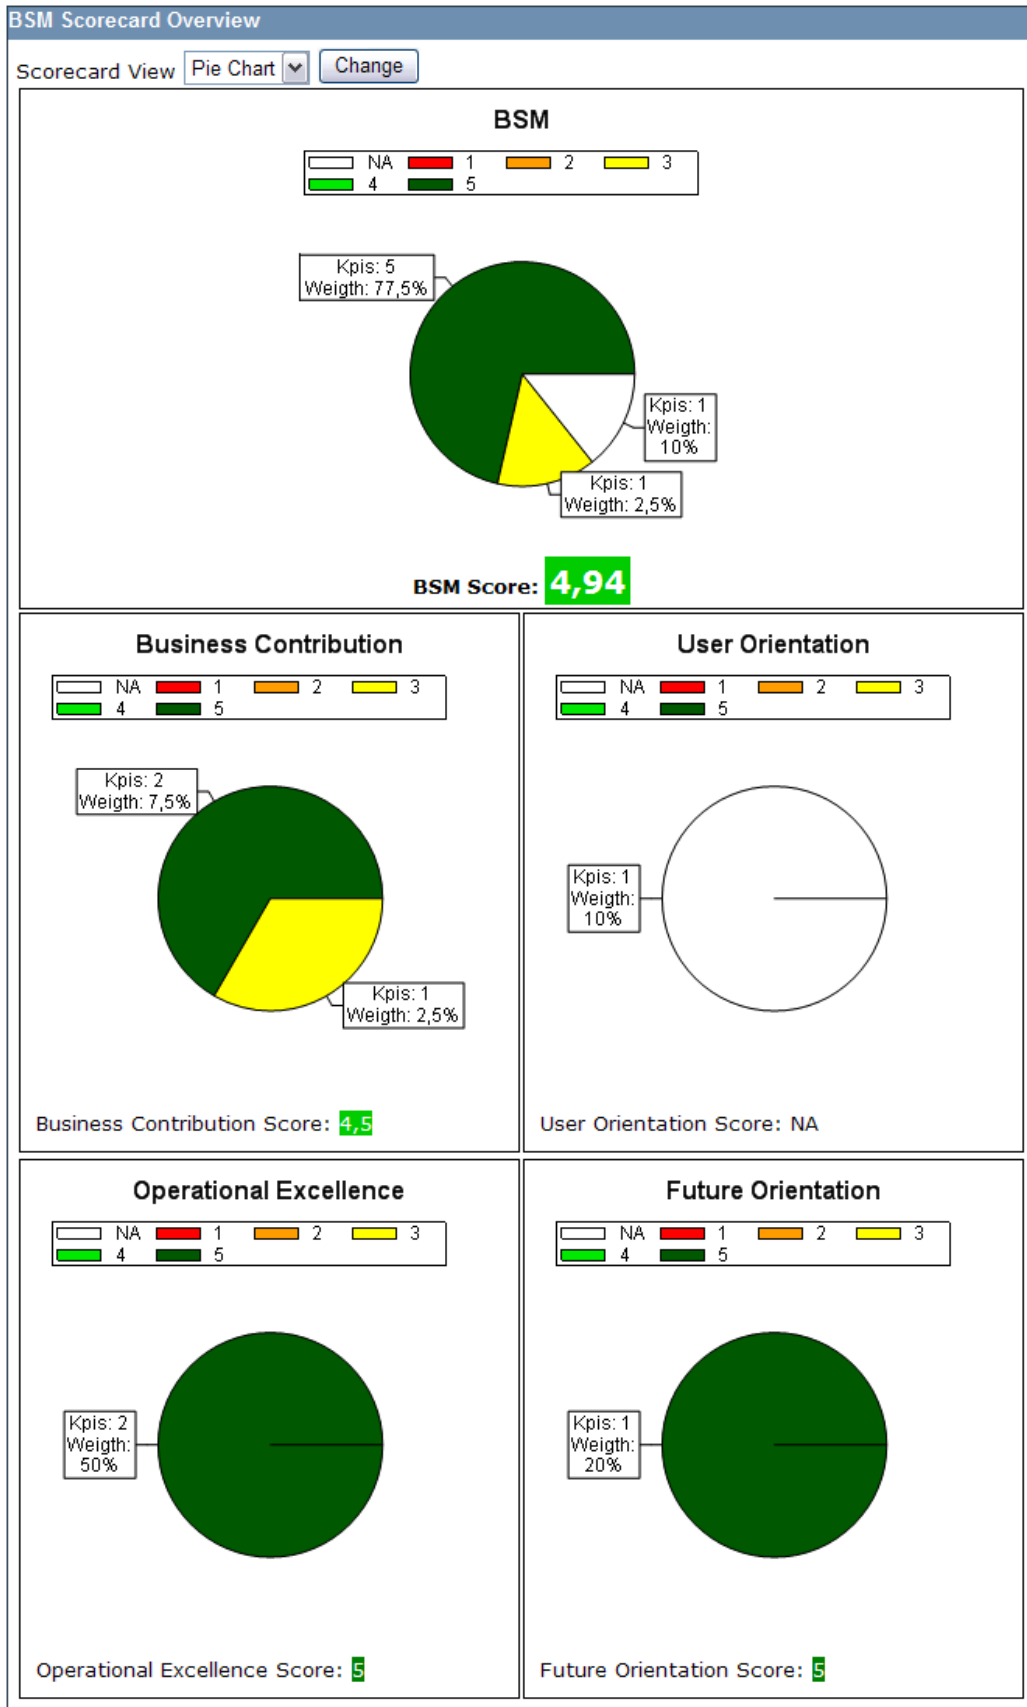 BSM Scorecard Overview
Scorecard View Pie Chart Change
BSM
NA 1 2 3
4 5
Kpis: 5
Weigth: 77,5%
Kpis: 1
Weigth:
10%
Kpis: 1
Weigth: 2,5%
BSM Score: 4,94
Business Contribution
NA 1 2 3
4 5
Kpis: 2
Weigth: 7,5%
Kpis: 1
Weigth: 2,5%
Business Contribution Score: 4,5
User Orientation
NA 1 2 3
4 5
Kpis: 1
Weigth:
10%
User Orientation Score: NA
Operational Excellence
NA 1 2 3
4 5
Kpis: 2
Weigth:
50%
Operational Excellence Score: 5
Future Orientation
NA 1 2 3
4 5
Kpis: 1
Weigth:
20%
Future Orientation Score: 5